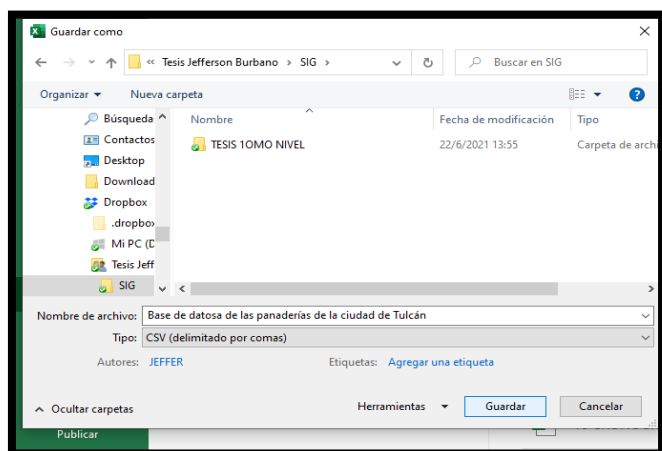 Guardar como
« Tesis Jefferson Burbano › SIG ›
Buscar en SIG
Organizar
Nueva carpeta
Búsqueda
Contactos
Desktop
Download
Dropbox
.dropbox
Mi PC (D
Tesis Jeff
SIG
Nombre
Fecha de modificación
Tipo
TESIS 1OMO NIVEL
22/6/2021 13:55
Carpeta de archi
Nombre de archivo: Base de datosa de las panaderías de la ciudad de Tulcán
Tipo: CSV (delimitado por comas)
Autores: JEFFER
Etiquetas: Agregar una etiqueta
Ocultar carpetas
Herramientas
Guardar
Cancelar
Publicar